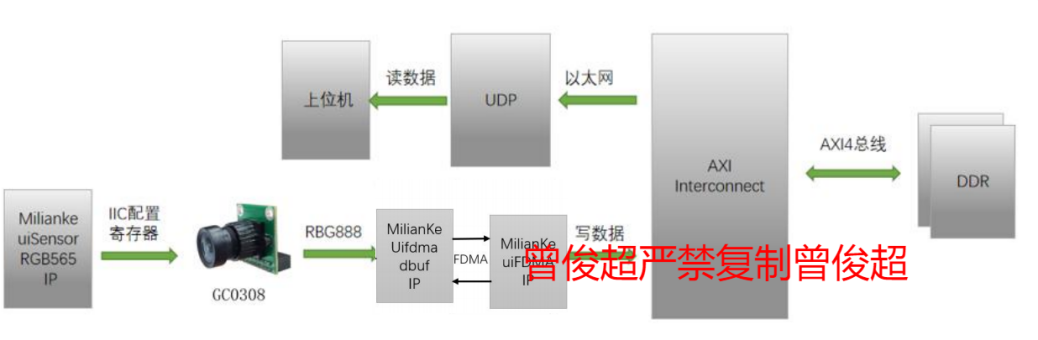 上位机
读数据
UDP
以太网
AXI
Interconnect
AXI4总线
DDR
Milianke
uiSensor
RGB565
IP
IIC配置
寄存器
GC0308
RBG888
MilianKe
Uifdma
dbuf
IP
FDMA
MilianKe
uiFDMA
IP
写数据
曾俊超严禁复制曾俊超